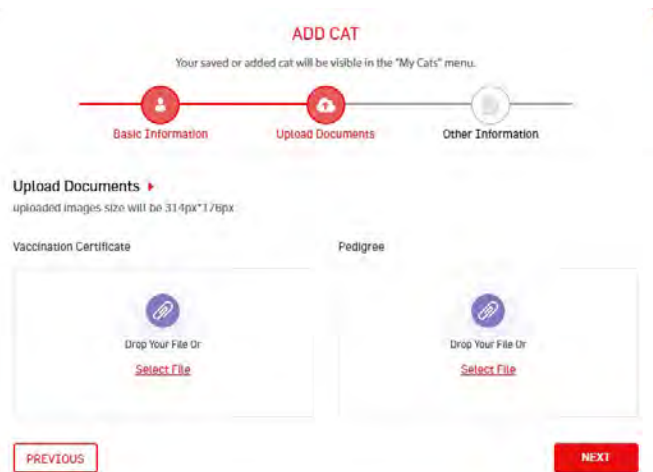 ADD CAT
Your saved or added cat will be visible in the "My Cats" menu.
Basic Information
Upload Documents
Other Information
Upload Documents
uploaded images size will be 314px*176px
Vaccination Certificate
Pedigree
Drop Your File Or
Select File
Drop Your File Or
Select File
PREVIOUS
NEXT